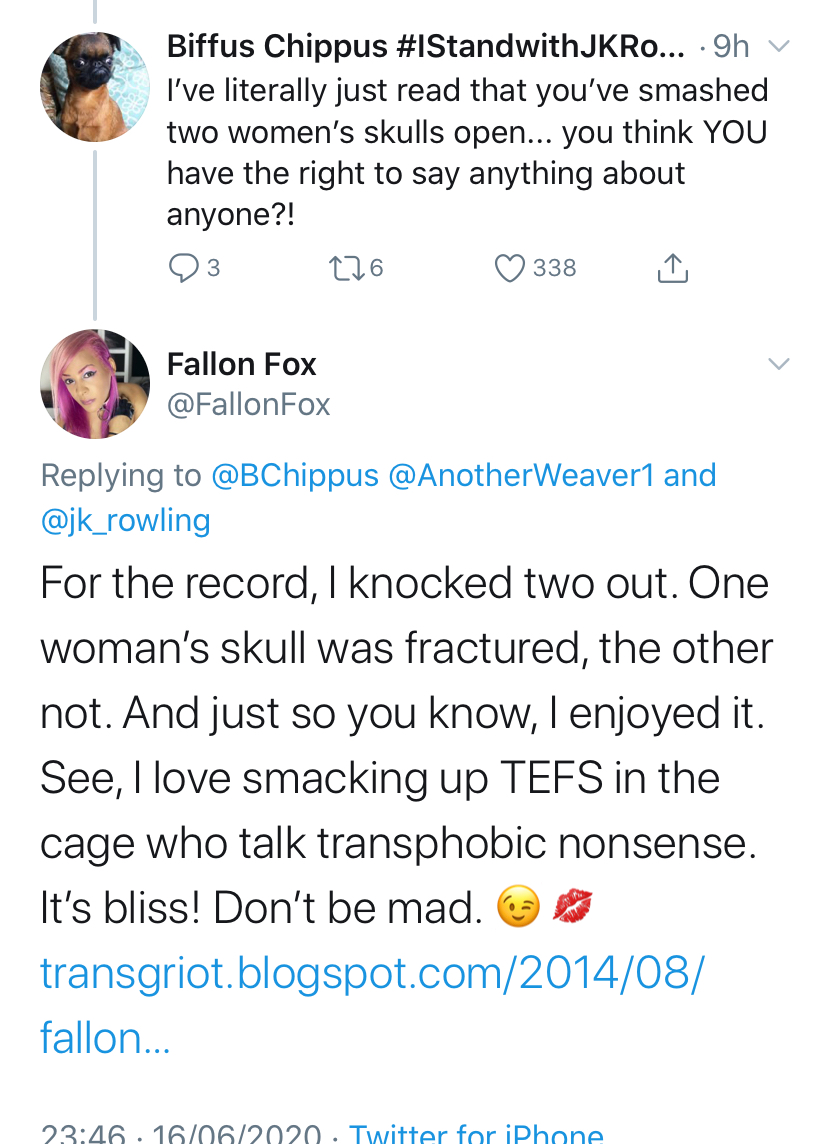 Biffus Chippus #IStandwithJKRo... · 9h
I've literally just read that you've smashed
two women's skulls open... you think YOU
have the right to say anything about
anyone?!
3 6 338
Fallon Fox
@FallonFox
Replying to @BChippus @AnotherWeaver1 and
@jk_rowling
For the record, I knocked two out. One
woman's skull was fractured, the other
not. And just so you know, I enjoyed it.
See, I love smacking up TEFS in the
cage who talk transphobic nonsense.
It's bliss! Don't be mad. 😉 💋
transgriot.blogspot.com/2014/08/
fallon...
23:46 · 16/06/2020 · Twitter for iPhone